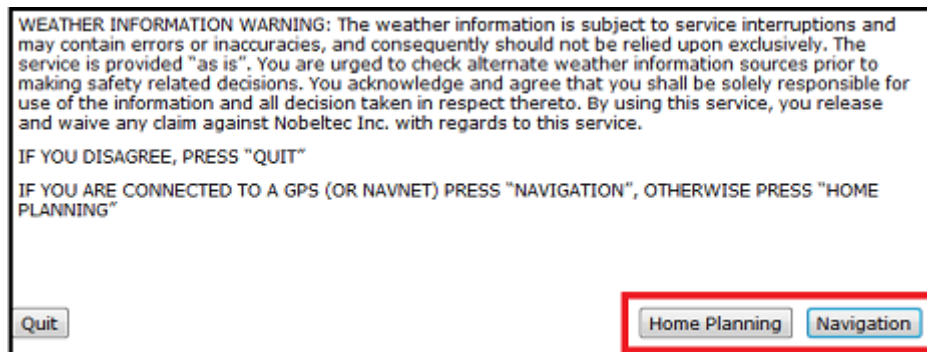 WEATHER INFORMATION WARNING: The weather information is subject to service interruptions and
may contain errors or inaccuracies, and consequently should not be relied upon exclusively. The
service is provided "as is". You are urged to check alternate weather information sources prior to
making safety related decisions. You acknowledge and agree that you shall be solely responsible for
use of the information and all decision taken in respect thereto. By using this service, you release
and waive any claim against Nobeltec Inc. with regards to this service.
IF YOU DISAGREE, PRESS "QUIT"
IF YOU ARE CONNECTED TO A GPS (OR NAVNET) PRESS "NAVIGATION", OTHERWISE PRESS "HOME
PLANNING"
Quit Home Planning Navigation